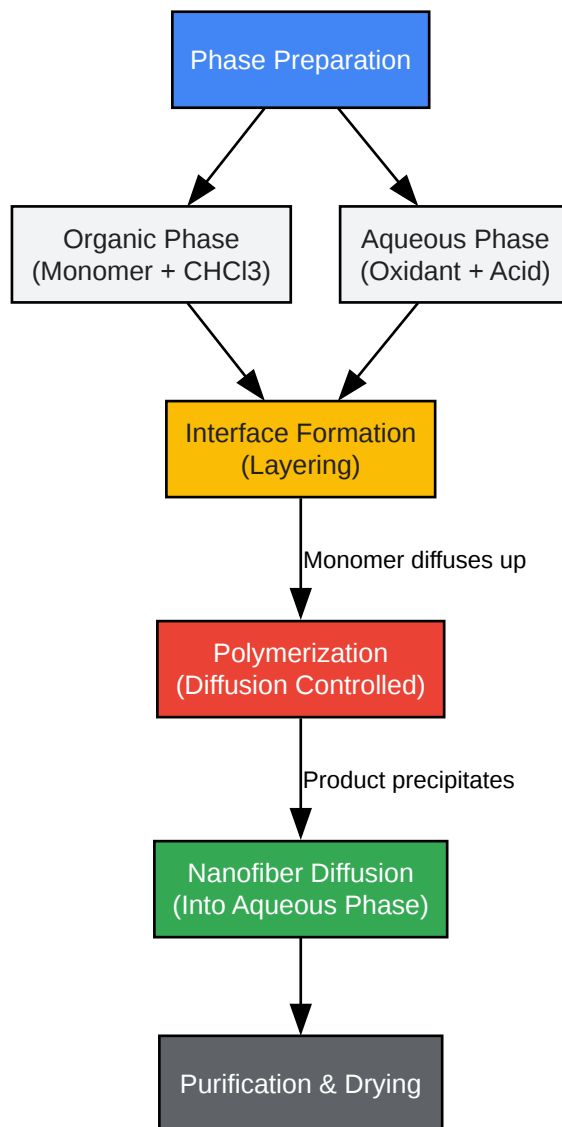 Phase Preparation
Organic Phase
(Monomer + CHCl3)
Aqueous Phase
(Oxidant + Acid)
Interface Formation
(Layering)
Monomer diffuses up
Polymerization
(Diffusion Controlled)
Product precipitates
Nanofiber Diffusion
(Into Aqueous Phase)
Purification & Drying